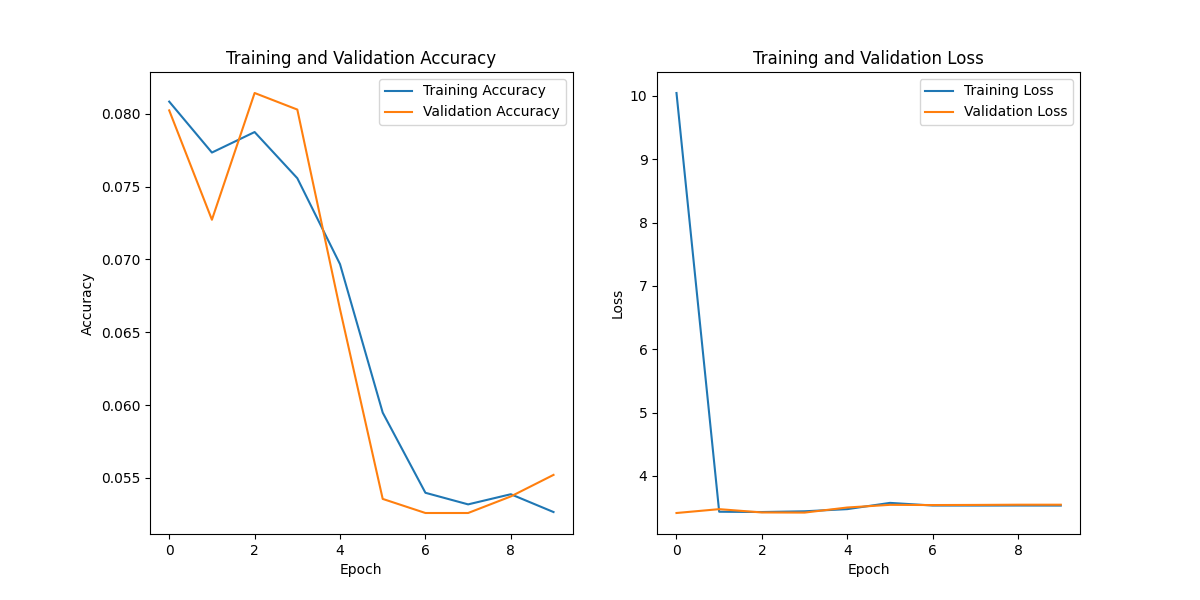 Training and Validation Accuracy
Training Accuracy
Validation Accuracy
0.080
0.075
0.070
0.065
0.060
0.055
Accuracy
0 2 4 6 8
Epoch
Training and Validation Loss
Training Loss
Validation Loss
10
9
8
7
6
5
4
Loss
0 2 4 6 8
Epoch